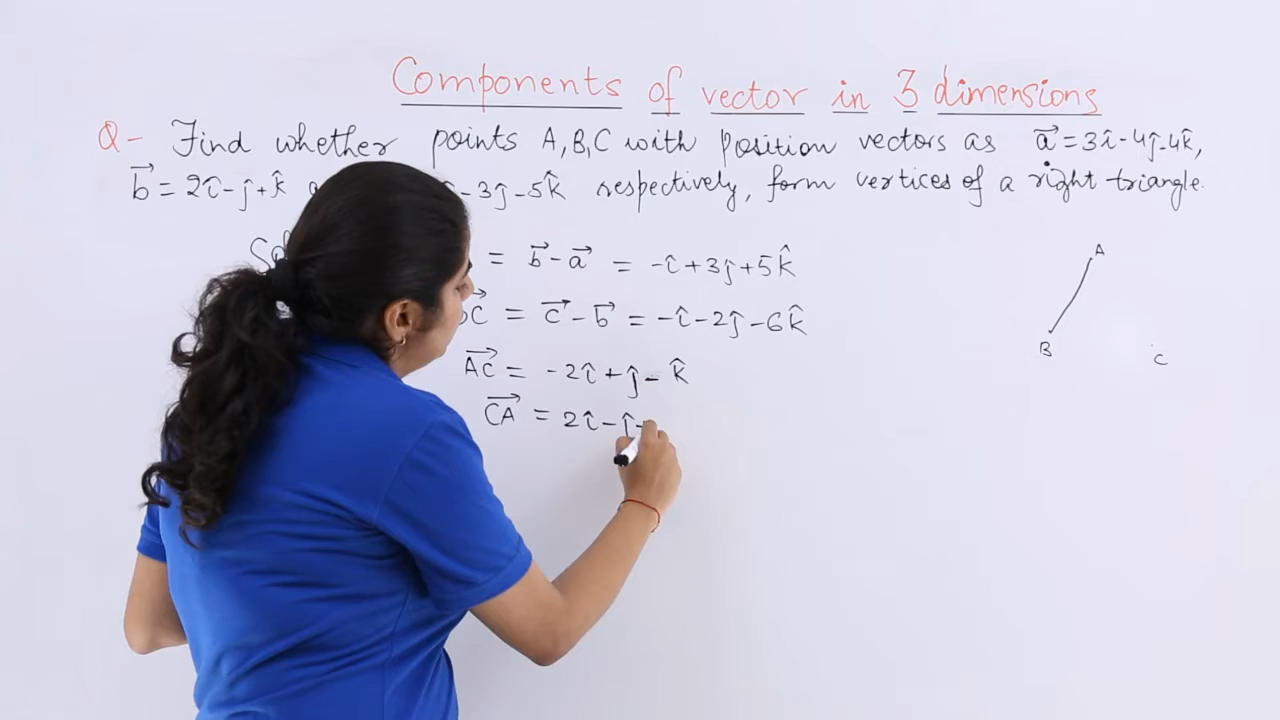 Components of vector in 3 dimensions
Q- Find whether points A, B, C with position vectors as a⃗ = 3î - 4ĵ - 4k̂,
b⃗ = 2î - ĵ + k̂ - 3ĵ - 5k̂ respectively, form vertices of a right triangle.
= b⃗ - a⃗ = -î + 3ĵ + 5k̂
= c⃗ - b⃗ = -î - 2ĵ - 6k̂
AC⃗ = -2î + ĵ - k̂
CA⃗ = 2î - ĵ
A
B
C